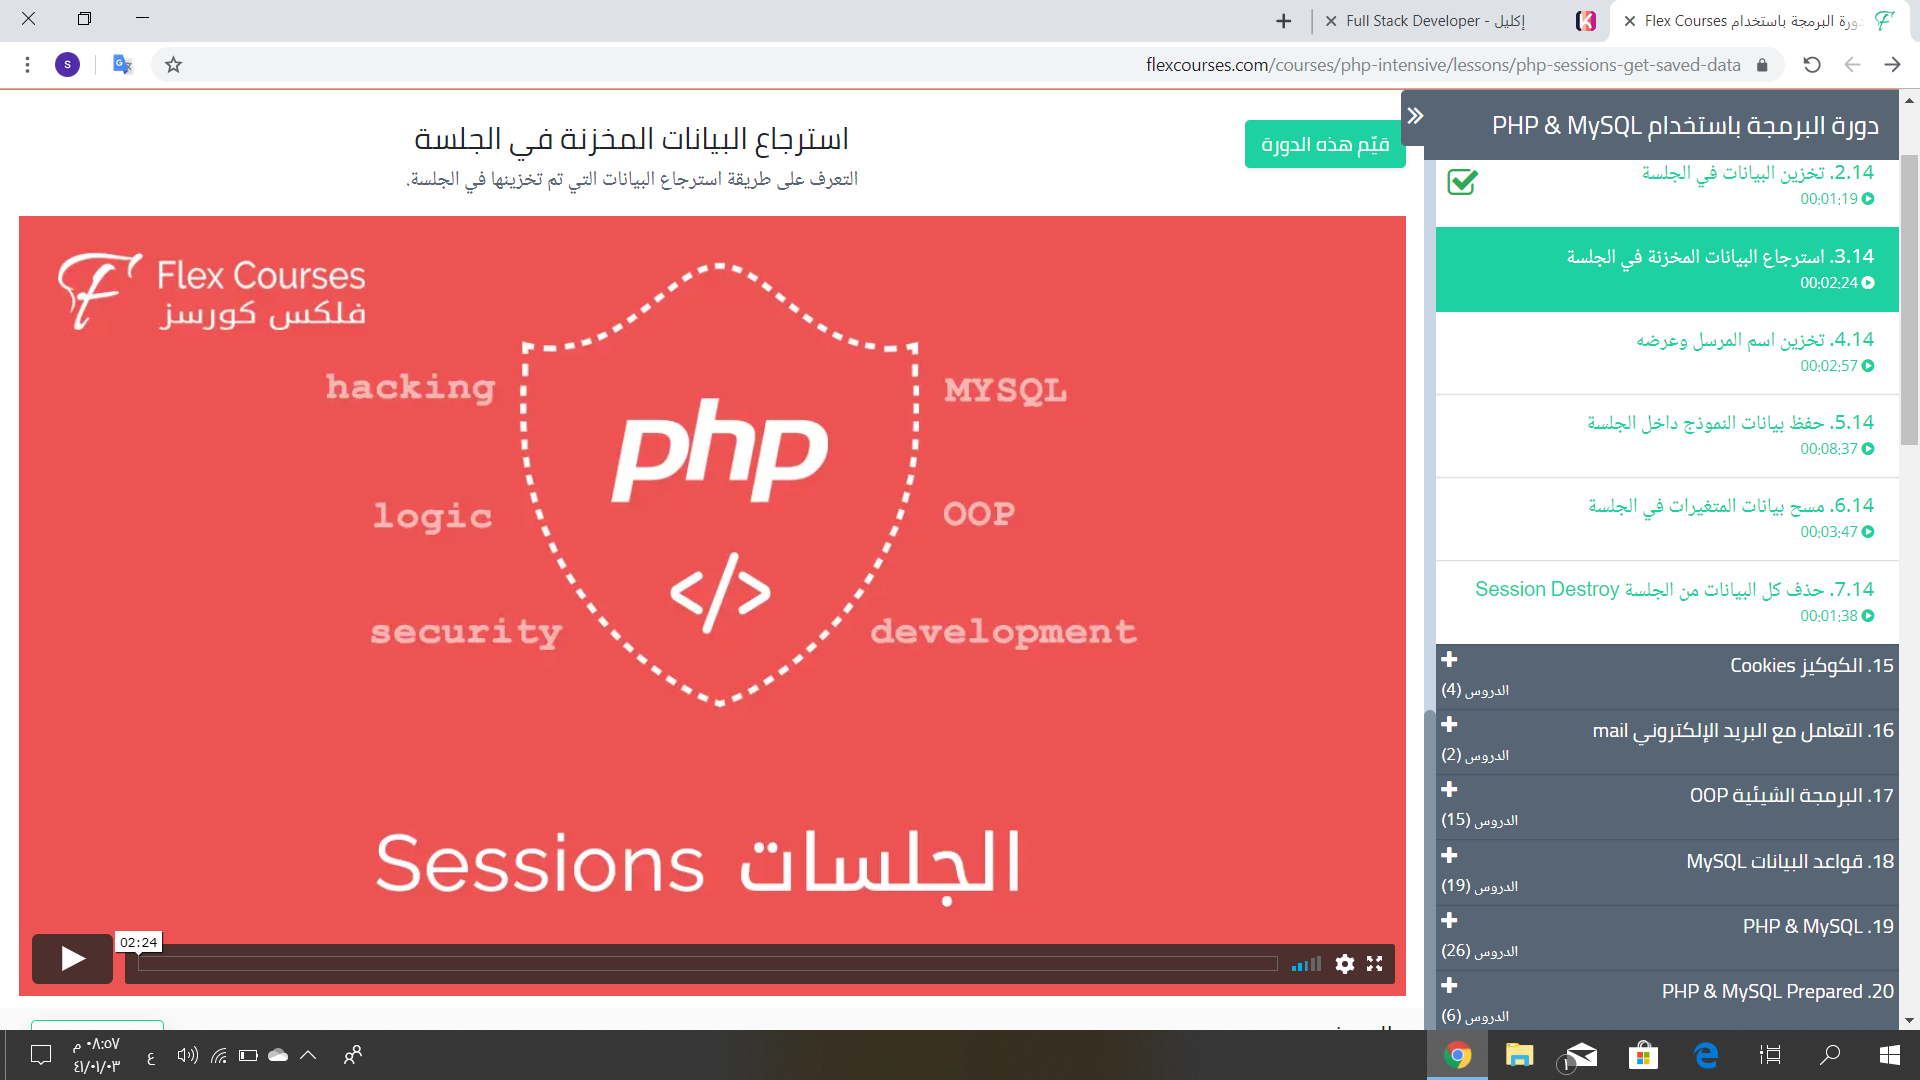 دورة البرمجة باستخدام Flex Courses
إكليل - Full Stack Developer
flexcourses.com/courses/php-intensive/lessons/php-sessions-get-saved-data
S
دورة البرمجة باستخدام PHP & MySQL
2.14. تخزين البيانات في الجلسة
00:01:19
3.14. استرجاع البيانات المخزنة في الجلسة
00:02:24
4.14. تخزين اسم المرسل وعرضه
00:02:57
5.14. حفظ بيانات النموذج داخل الجلسة
00:08:37
6.14. مسح بيانات المتغيرات في الجلسة
00:03:47
7.14. حذف كل البيانات من الجلسة Session Destroy
00:01:38
15. الكوكيز Cookies
الدروس (4)
16. التعامل مع البريد الإلكتروني mail
الدروس (2)
17. البرمجة الشيئية OOP
الدروس (15)
18. قواعد البيانات MySQL
الدروس (19)
19. PHP & MySQL
الدروس (26)
20. PHP & MySQL Prepared
الدروس (6)
قيّم هذه الدورة
استرجاع البيانات المخزنة في الجلسة
التعرف على طريقة استرجاع البيانات التي تم تخزينها في الجلسة.
Flex Courses
فلكس كورسز
hacking
MYSQL
php
logic
OOP
</>
security
development
الجلسات Sessions
02:24
٠٨:٥٧ م
٤١/٠١/٠٣
ع
١